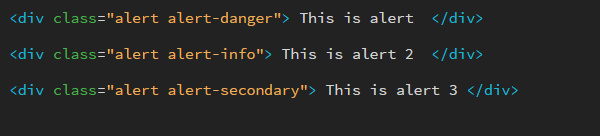 <div class="alert alert-danger"> This is alert  </div>
<div class="alert alert-info"> This is alert 2  </div>
<div class="alert alert-secondary"> This is alert 3 </div>